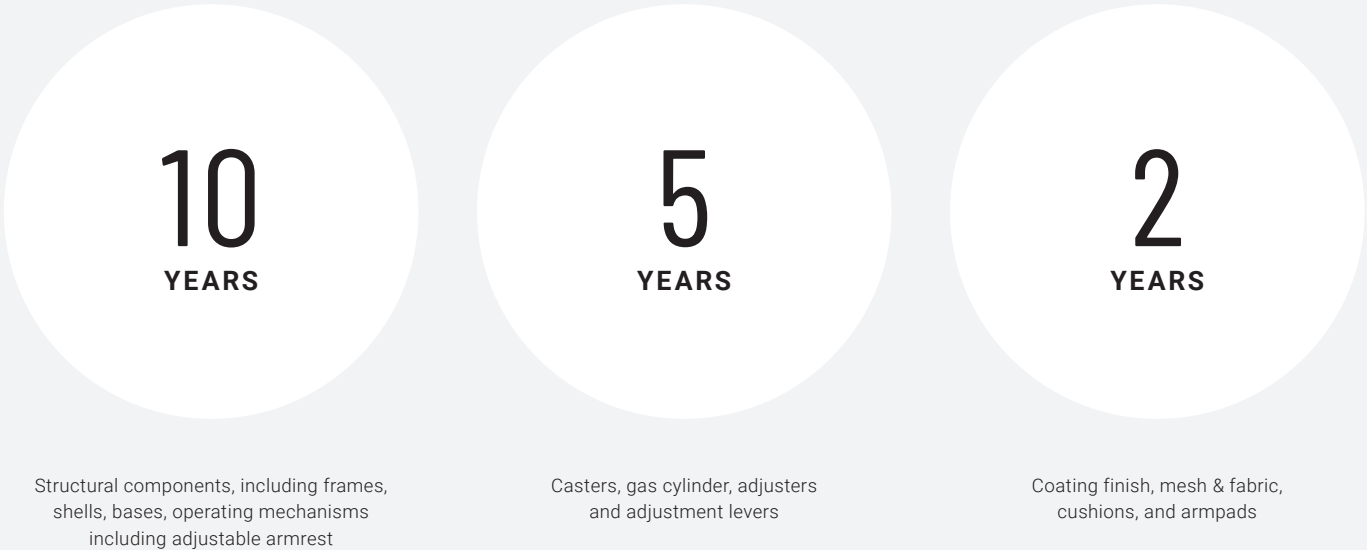 10
YEARS
Structural components, including frames,
shells, bases, operating mechanisms
including adjustable armrest
5
YEARS
Casters, gas cylinder, adjusters
and adjustment levers
2
YEARS
Coating finish, mesh & fabric,
cushions, and armpads